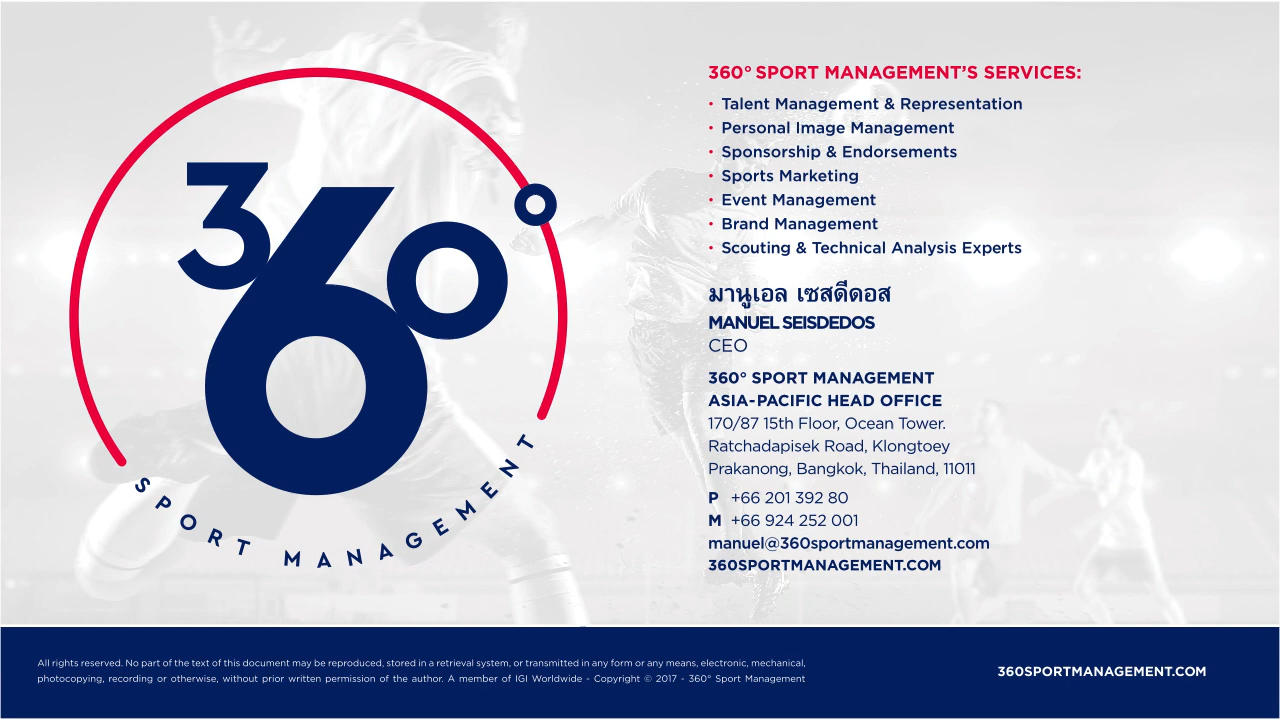 360°
SPORT MANAGEMENT
360° SPORT MANAGEMENT'S SERVICES:
• Talent Management & Representation
• Personal Image Management
• Sponsorship & Endorsements
• Sports Marketing
• Event Management
• Brand Management
• Scouting & Technical Analysis Experts
มานูเอล เซสดีดอส
MANUEL SEISDEDOS
CEO
360° SPORT MANAGEMENT
ASIA-PACIFIC HEAD OFFICE
170/87 15th Floor, Ocean Tower.
Ratchadapisek Road, Klongtoey
Prakanong, Bangkok, Thailand, 11011
P +66 201 392 80
M +66 924 252 001
manuel@360sportmanagement.com
360SPORTMANAGEMENT.COM
All rights reserved. No part of the text of this document may be reproduced, stored in a retrieval system, or transmitted in any form or any means, electronic, mechanical,
photocopying, recording or otherwise, without prior written permission of the author. A member of IGI Worldwide - Copyright © 2017 - 360° Sport Management
360SPORTMANAGEMENT.COM